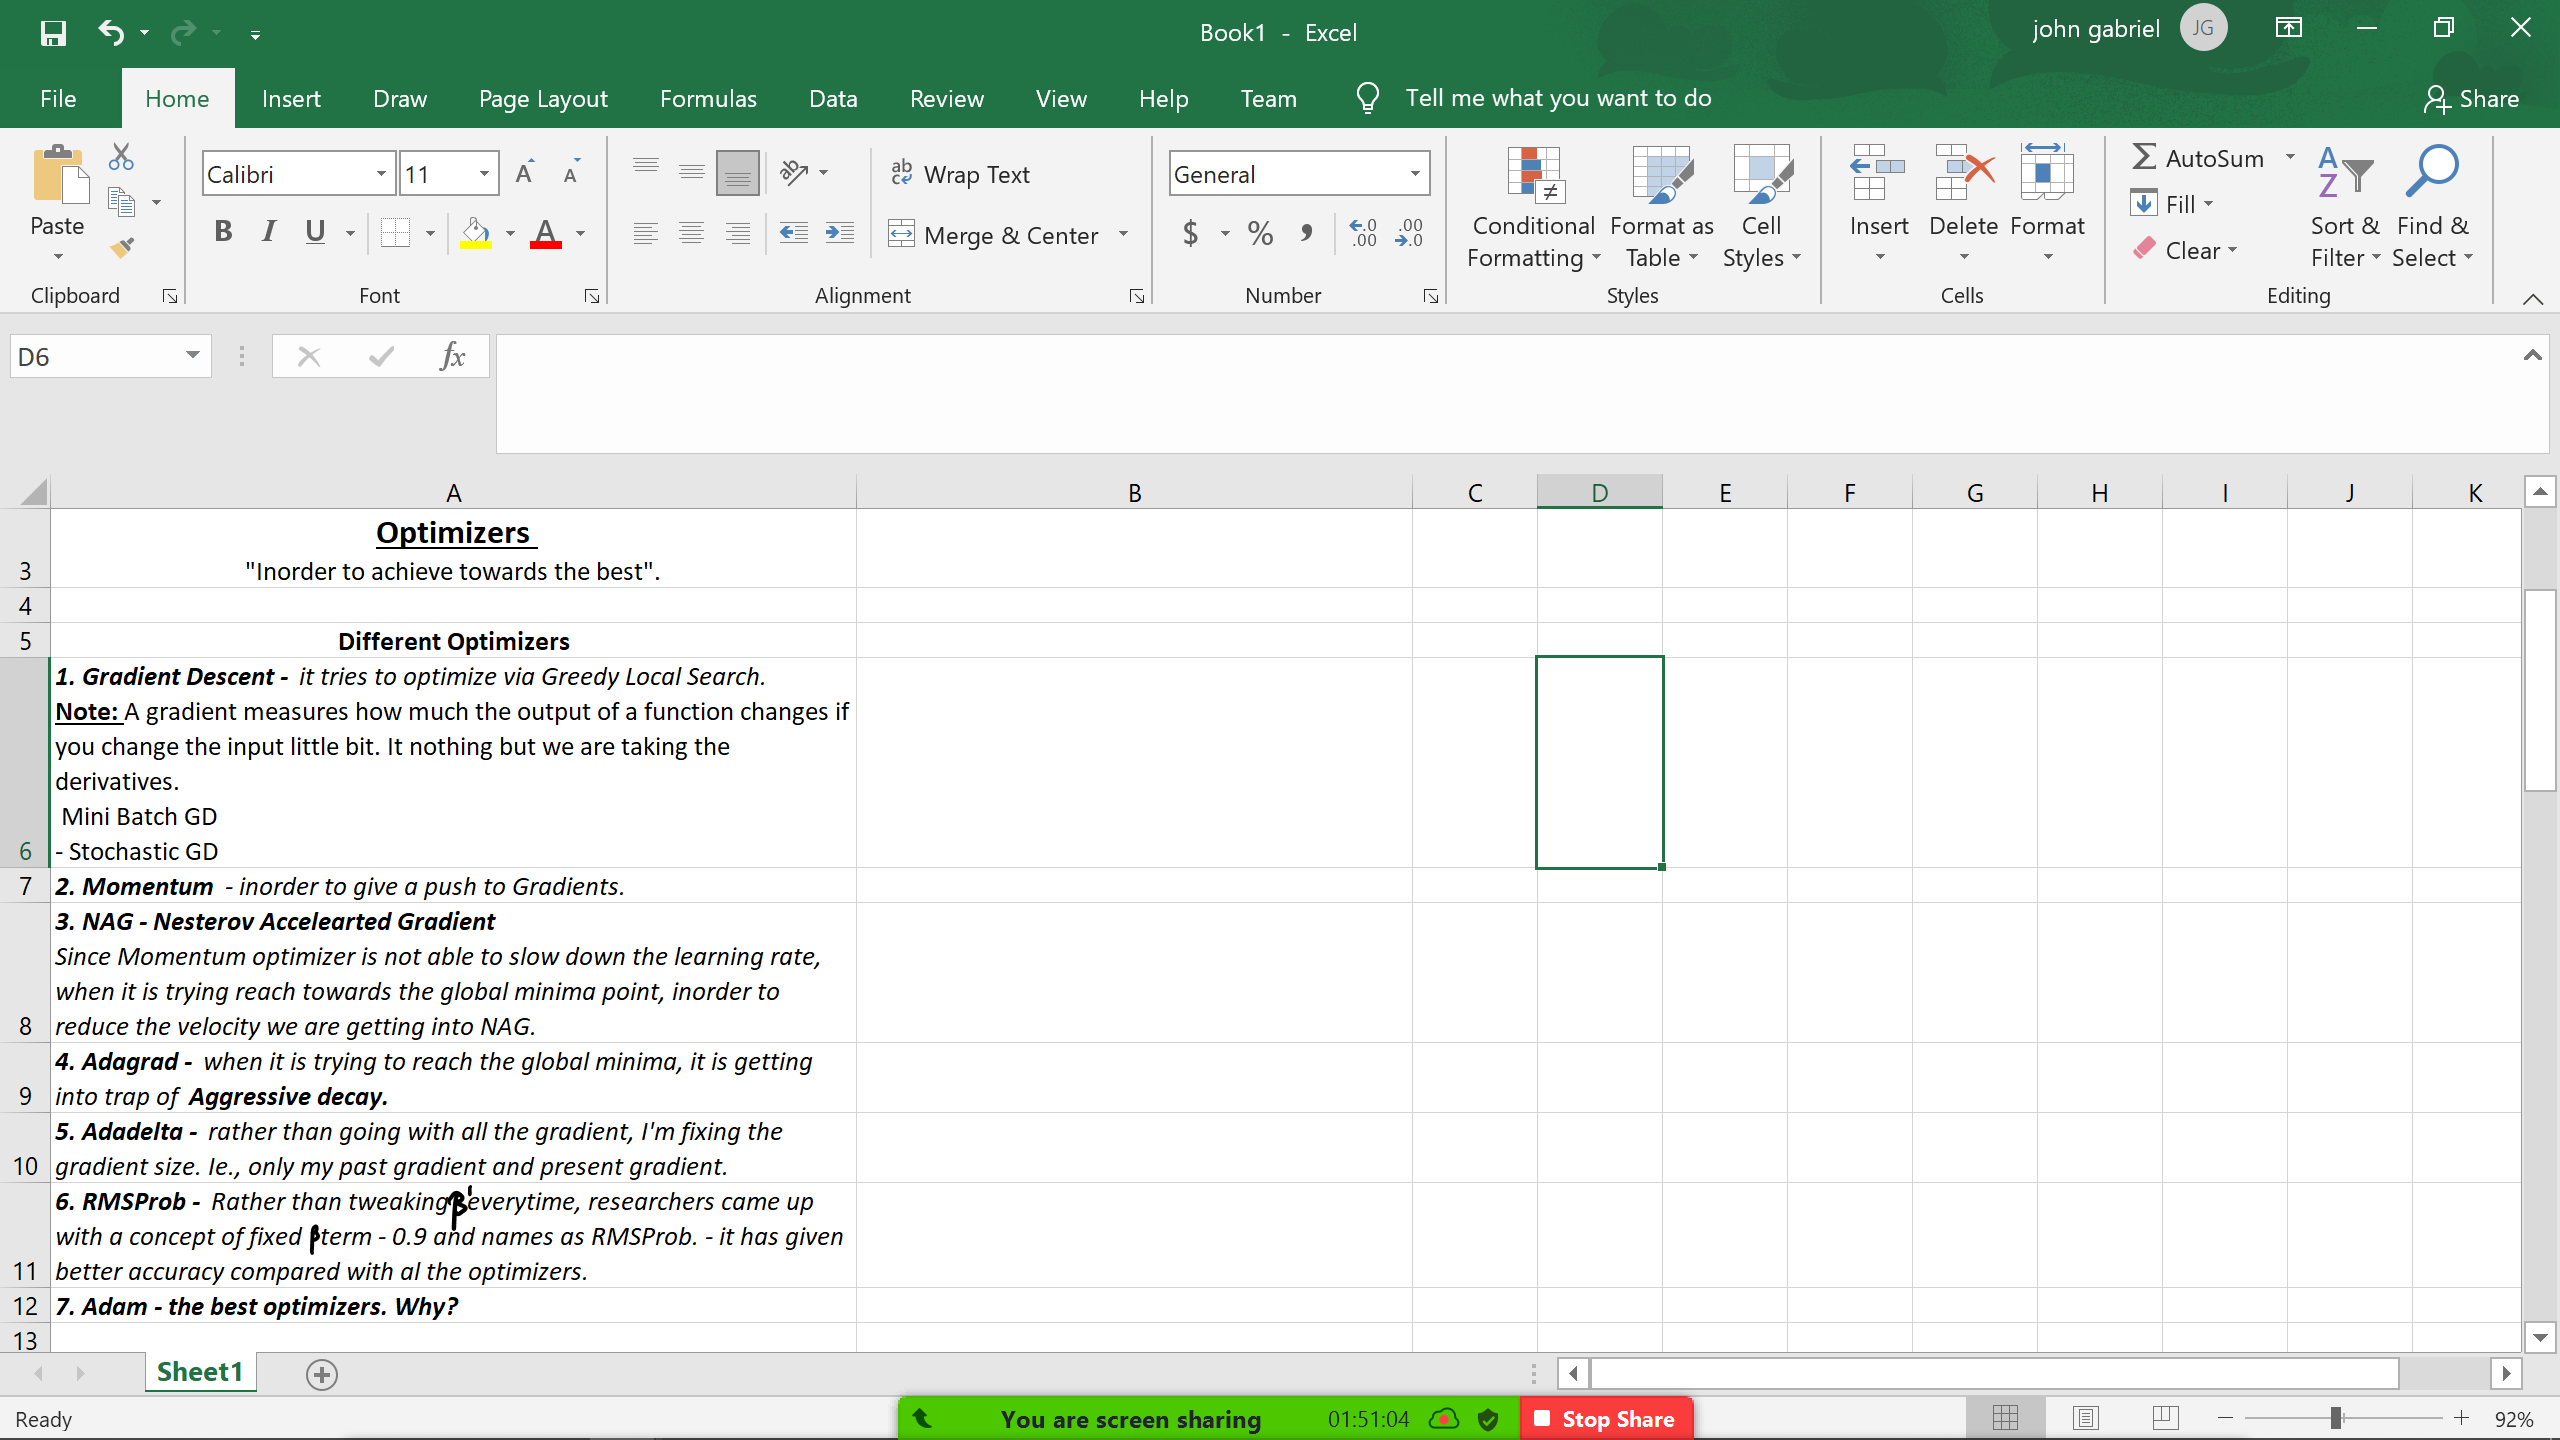 Book1 - Excel
john gabriel
JG
File
Home
Insert
Draw
Page Layout
Formulas
Data
Review
View
Help
Team
Tell me what you want to do
Share
Paste
Clipboard
Calibri
11
B I U
Font
Wrap Text
Merge & Center
Alignment
General
$ % ,
Number
Conditional Formatting
Format as Table
Cell Styles
Styles
Insert
Delete
Format
Cells
AutoSum
Fill
Clear
Sort & Filter
Find & Select
Editing
D6
fx
A B C D E F G H I J K
Optimizers
3 "Inorder to achieve towards the best".
4
5 Different Optimizers
1. Gradient Descent - it tries to optimize via Greedy Local Search.
Note: A gradient measures how much the output of a function changes if
you change the input little bit. It nothing but we are taking the
derivatives.
Mini Batch GD
6 - Stochastic GD
7 2. Momentum - inorder to give a push to Gradients.
3. NAG - Nesterov Accelearted Gradient
Since Momentum optimizer is not able to slow down the learning rate,
when it is trying reach towards the global minima point, inorder to
8 reduce the velocity we are getting into NAG.
4. Adagrad - when it is trying to reach the global minima, it is getting
9 into trap of Aggressive decay.
5. Adadelta - rather than going with all the gradient, I'm fixing the
10 gradient size. Ie., only my past gradient and present gradient.
6. RMSProb - Rather than tweaking β' everytime, researchers came up
with a concept of fixed β term - 0.9 and names as RMSProb. - it has given
11 better accuracy compared with al the optimizers.
12 7. Adam - the best optimizers. Why?
13
Sheet1
Ready
You are screen sharing
01:51:04
Stop Share
92%